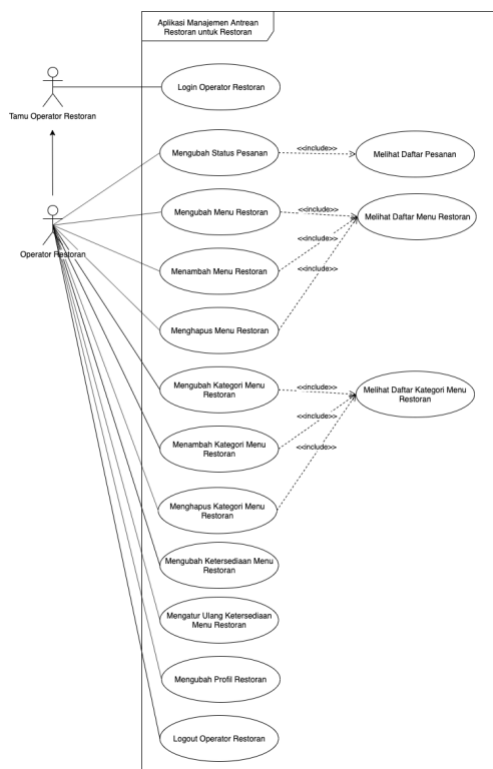 Aplikasi Manajemen Antrean
Restoran untuk Restoran
Login Operator Restoran
Tamu Operator Restoran
Mengubah Status Pesanan
<<include>>
Melihat Daftar Pesanan
Mengubah Menu Restoran
<<include>>
Melihat Daftar Menu Restoran
<<include>>
Operator Restoran
Menambah Menu Restoran
<<include>>
Menghapus Menu Restoran
Mengubah Kategori Menu
Restoran
<<include>>
Melihat Daftar Kategori Menu
Restoran
<<include>>
Menambah Kategori Menu
Restoran
<<include>>
Menghapus Kategori Menu
Restoran
Mengubah Ketersediaan Menu
Restoran
Mengatur Ulang Ketersediaan
Menu Restoran
Mengubah Profil Restoran
Logout Operator Restoran